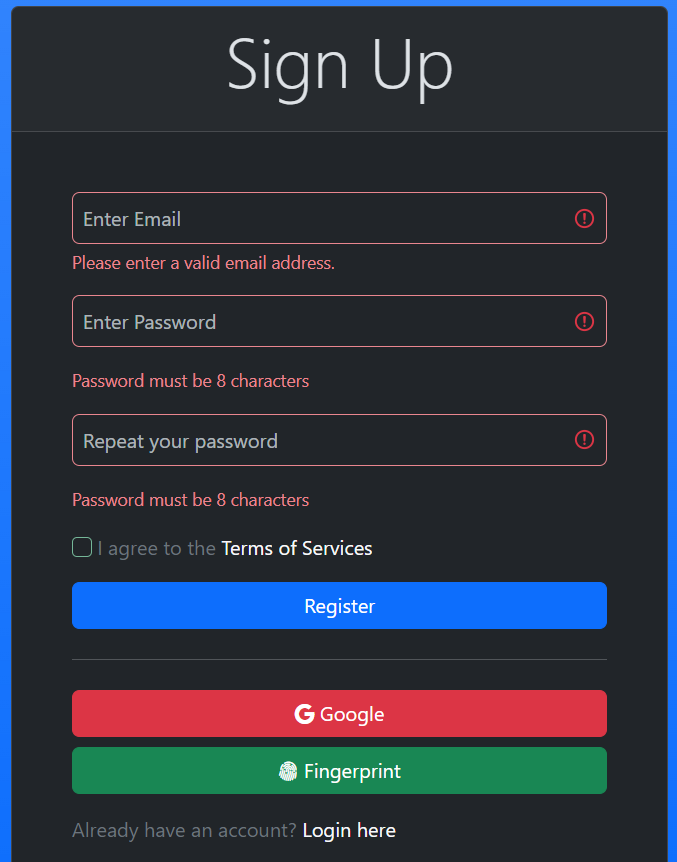 Sign Up
Enter Email
Please enter a valid email address.
Enter Password
Password must be 8 characters
Repeat your password
Password must be 8 characters
I agree to the Terms of Services
Register
Google
Fingerprint
Already have an account? Login here